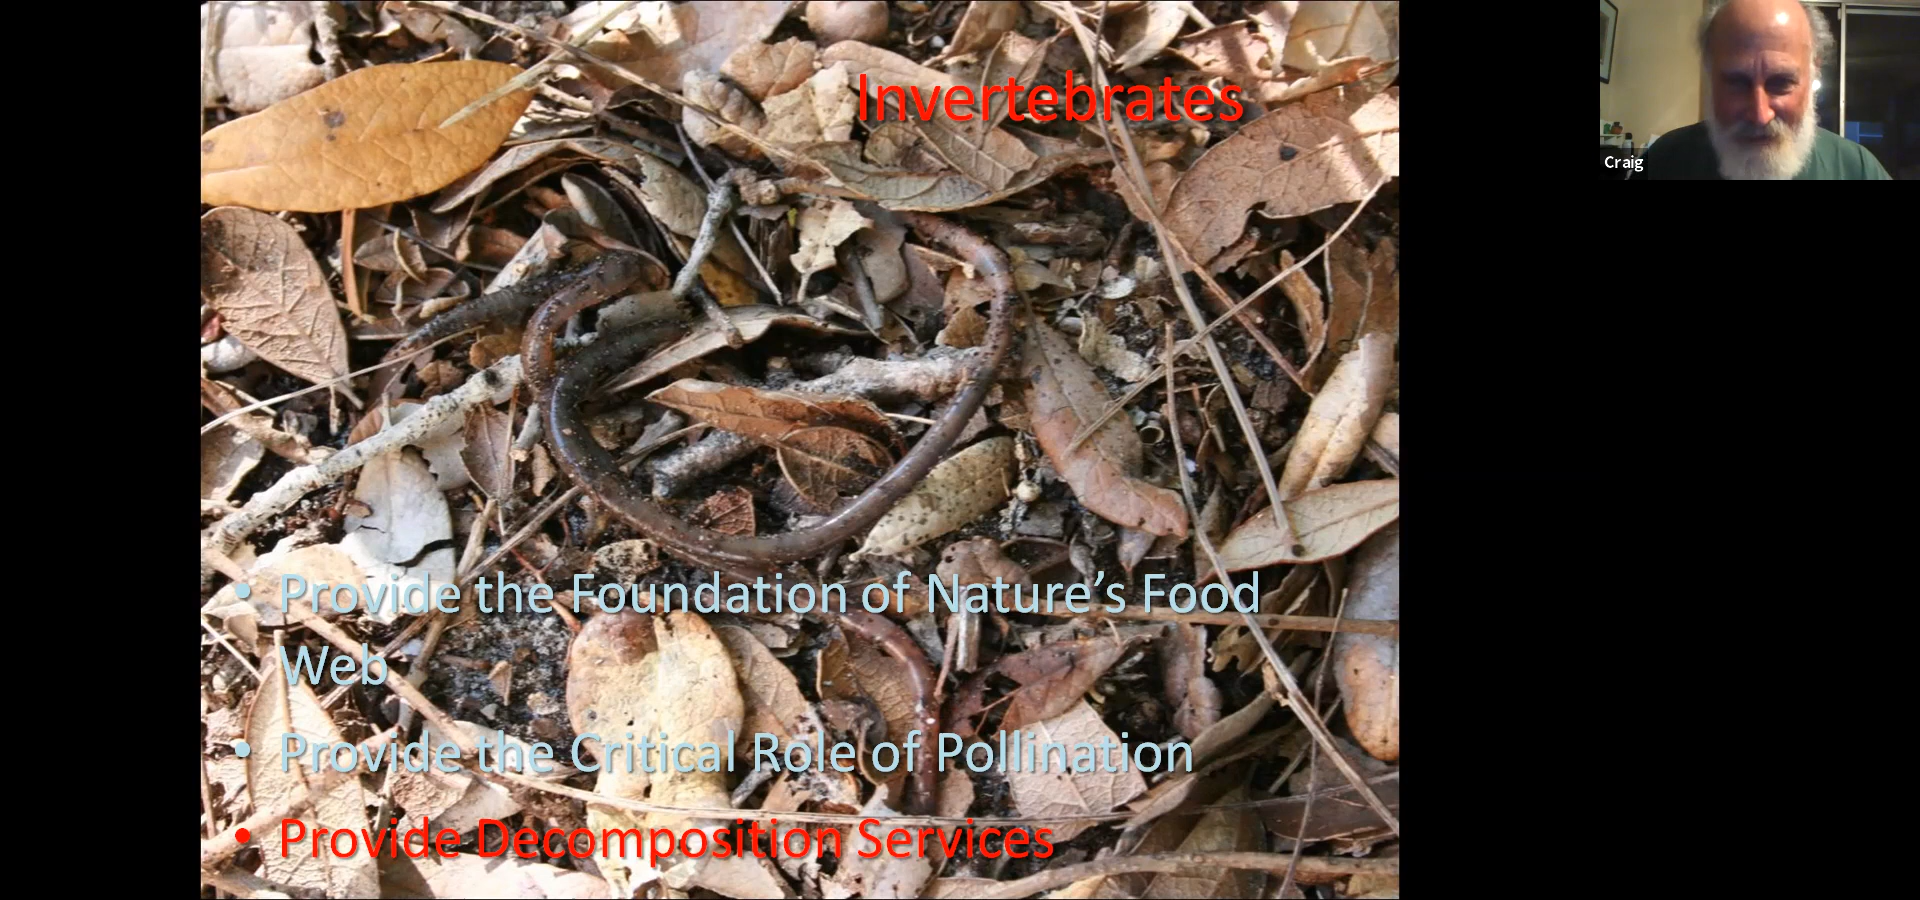 Invertebrates
Craig
• Provide the Foundation of Nature's Food
Web
• Provide the Critical Role of Pollination
• Provide Decomposition Services